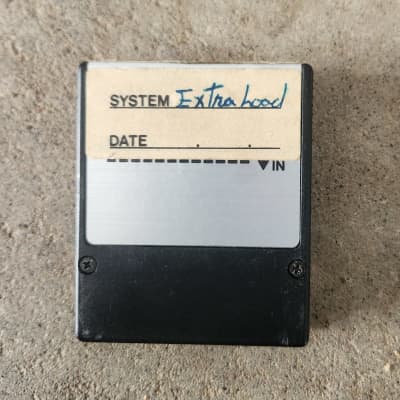 SYSTEM Extra Load
DATE . .
▼IN